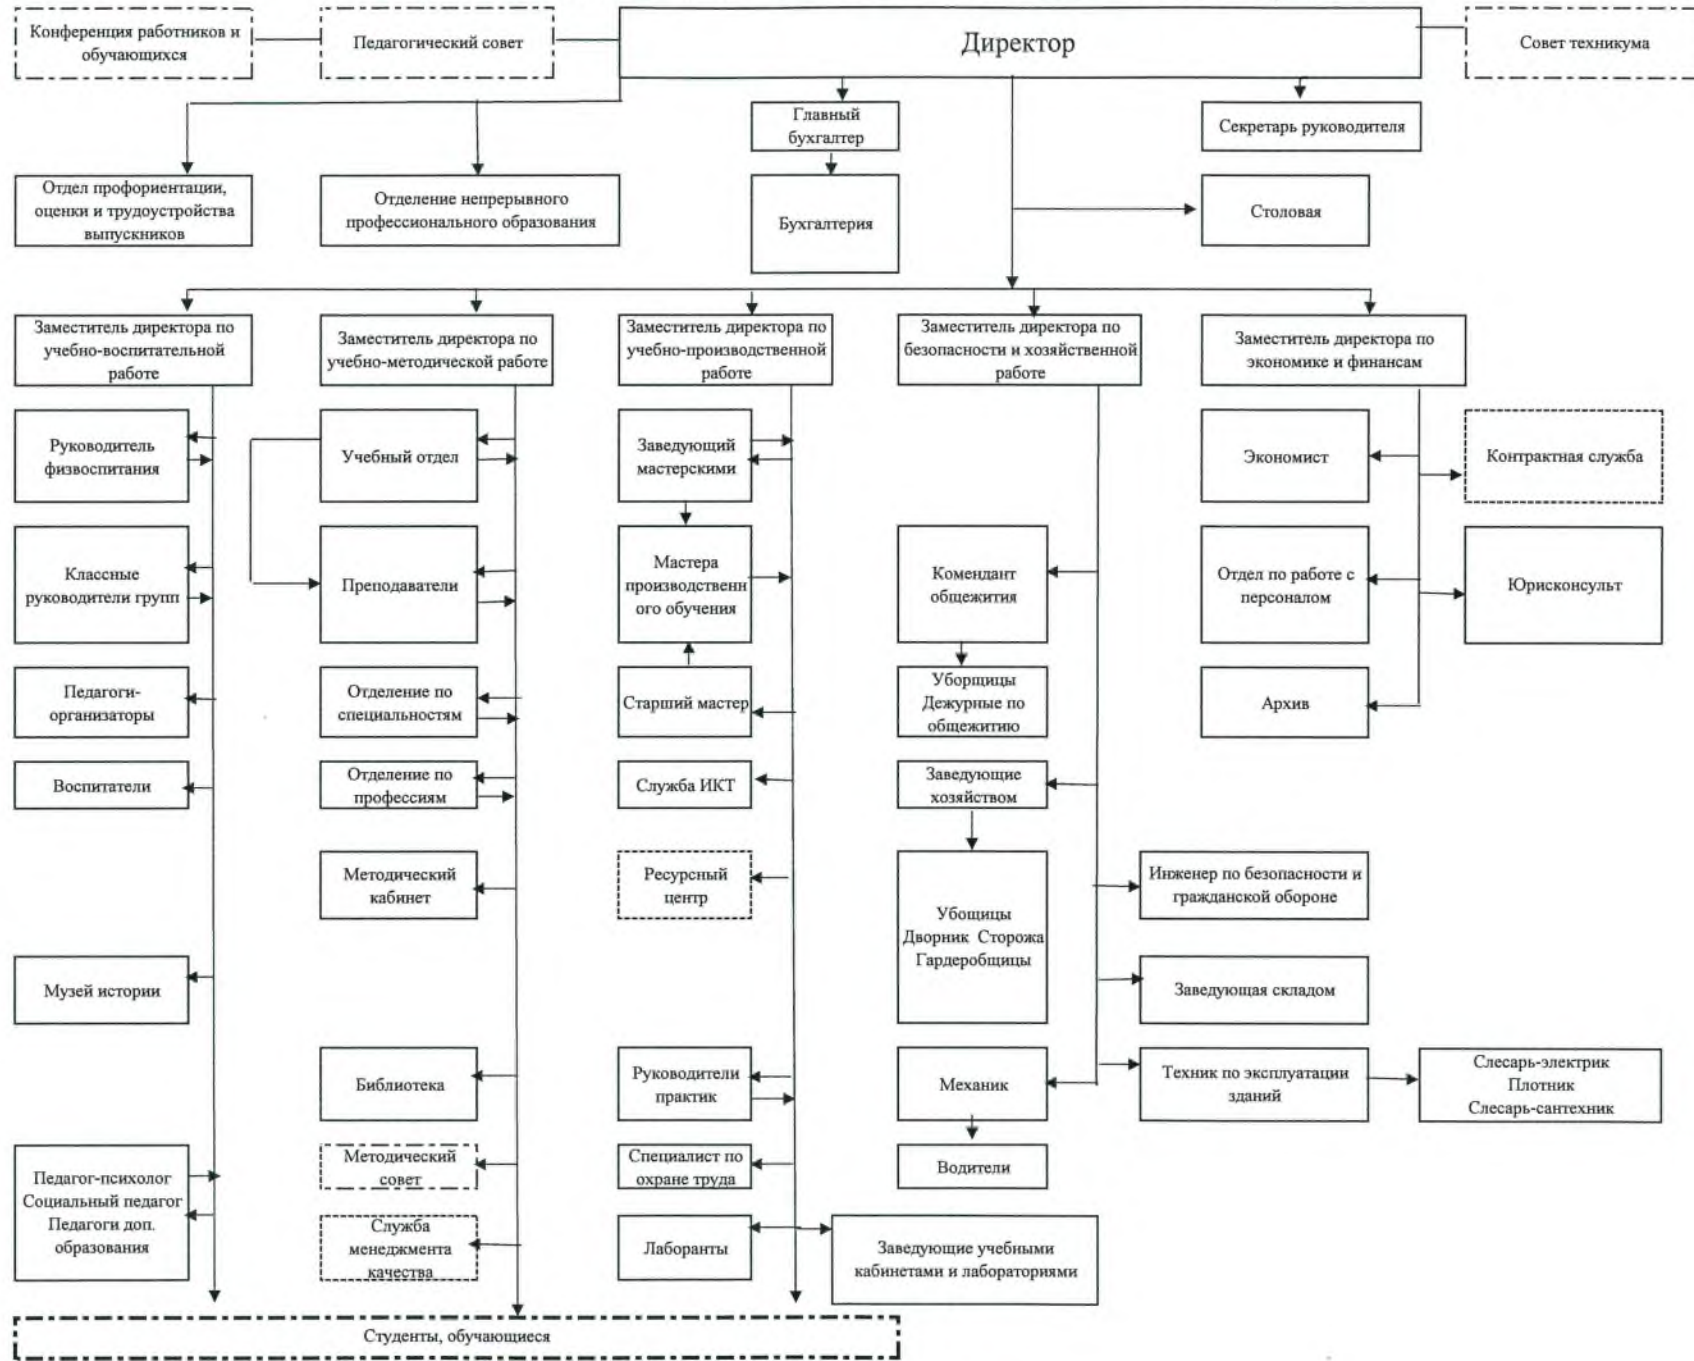 Конференция работников и
обучающихся
Педагогический совет
Директор
Совет техникума
Главный
бухгалтер
Секретарь руководителя
Отдел профориентации,
оценки и трудоустройства
выпускников
Отделение непрерывного
профессионального образования
Бухгалтерия
Столовая
Заместитель директора по
учебно-воспитательной
работе
Заместитель директора по
учебно-методической работе
Заместитель директора по
учебно-производственной
работе
Заместитель директора по
безопасности и хозяйственной
работе
Заместитель директора по
экономике и финансам
Руководитель
физвоспитания
Учебный отдел
Заведующий
мастерскими
Экономист
Контрактная служба
Классные
руководители групп
Преподаватели
Мастера
производственн
ого обучения
Комендант
общежития
Отдел по работе с
персоналом
Юрисконсульт
Педагоги-
организаторы
Отделение по
специальностям
Старший мастер
Уборщицы
Дежурные по
общежитию
Архив
Воспитатели
Отделение по
профессиям
Служба ИКТ
Заведующие
хозяйством
Методический
кабинет
Ресурсный
центр
Убощицы
Дворник Сторожа
Гардеробщицы
Инженер по безопасности и
гражданской обороне
Музей истории
Заведующая складом
Библиотека
Руководители
практик
Механик
Техник по эксплуатации
зданий
Слесарь-электрик
Плотник
Слесарь-сантехник
Педагог-психолог
Социальный педагог
Педагоги доп.
образования
Методический
совет
Специалист по
охране труда
Водители
Служба
менеджмента
качества
Лаборанты
Заведующие учебными
кабинетами и лабораториями
Студенты, обучающиеся